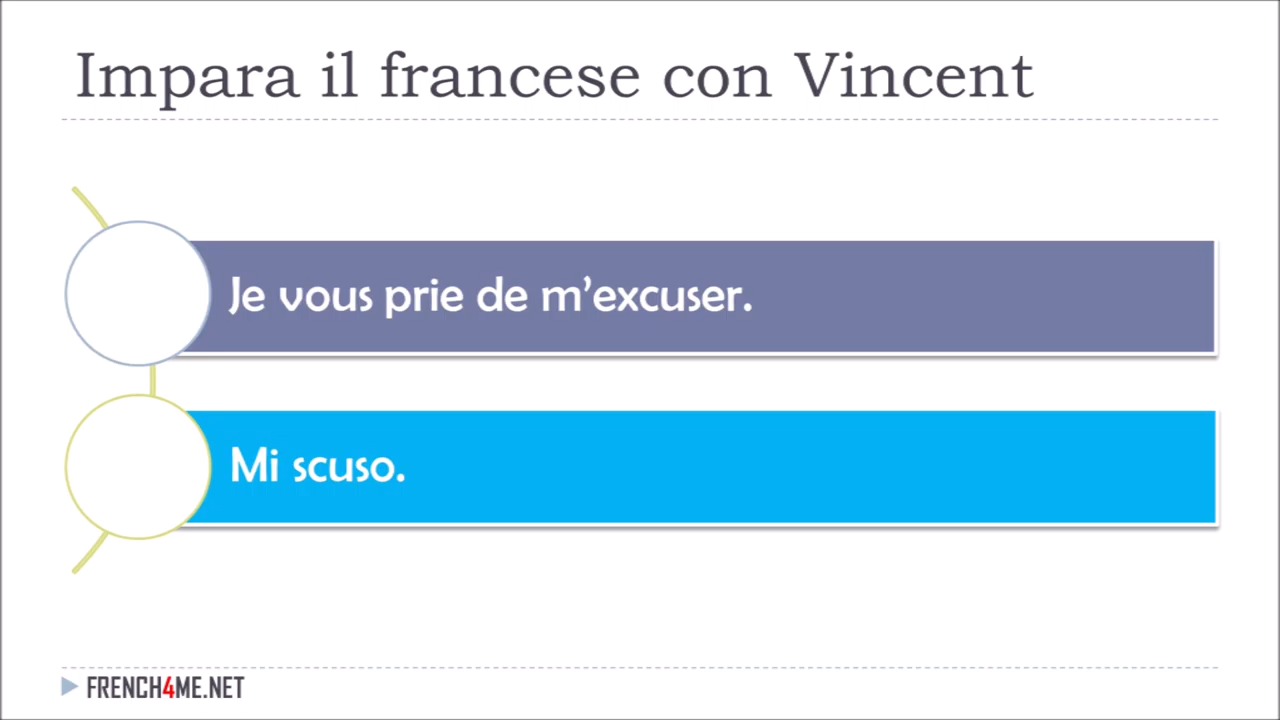 Impara il francese con Vincent
Je vous prie de m’excuser.
Mi scuso.
FRENCH4ME.NET